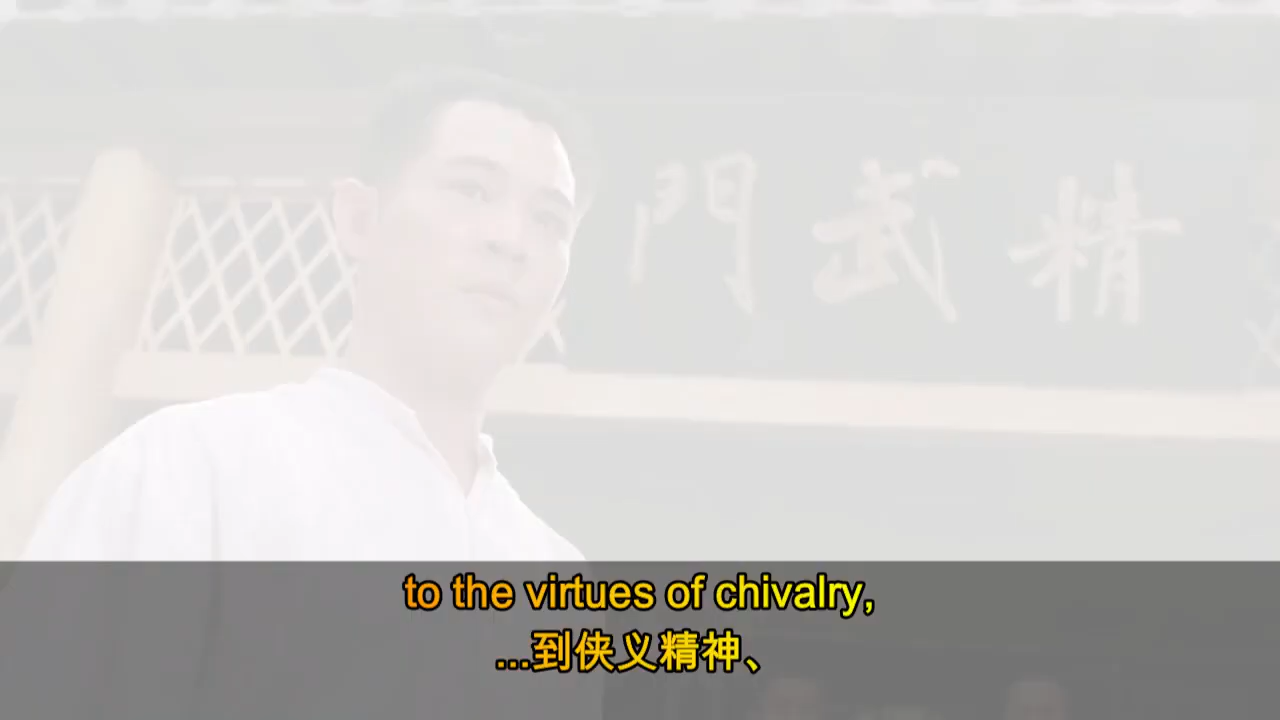 精武門
to the virtues of chivalry,
...到侠义精神、